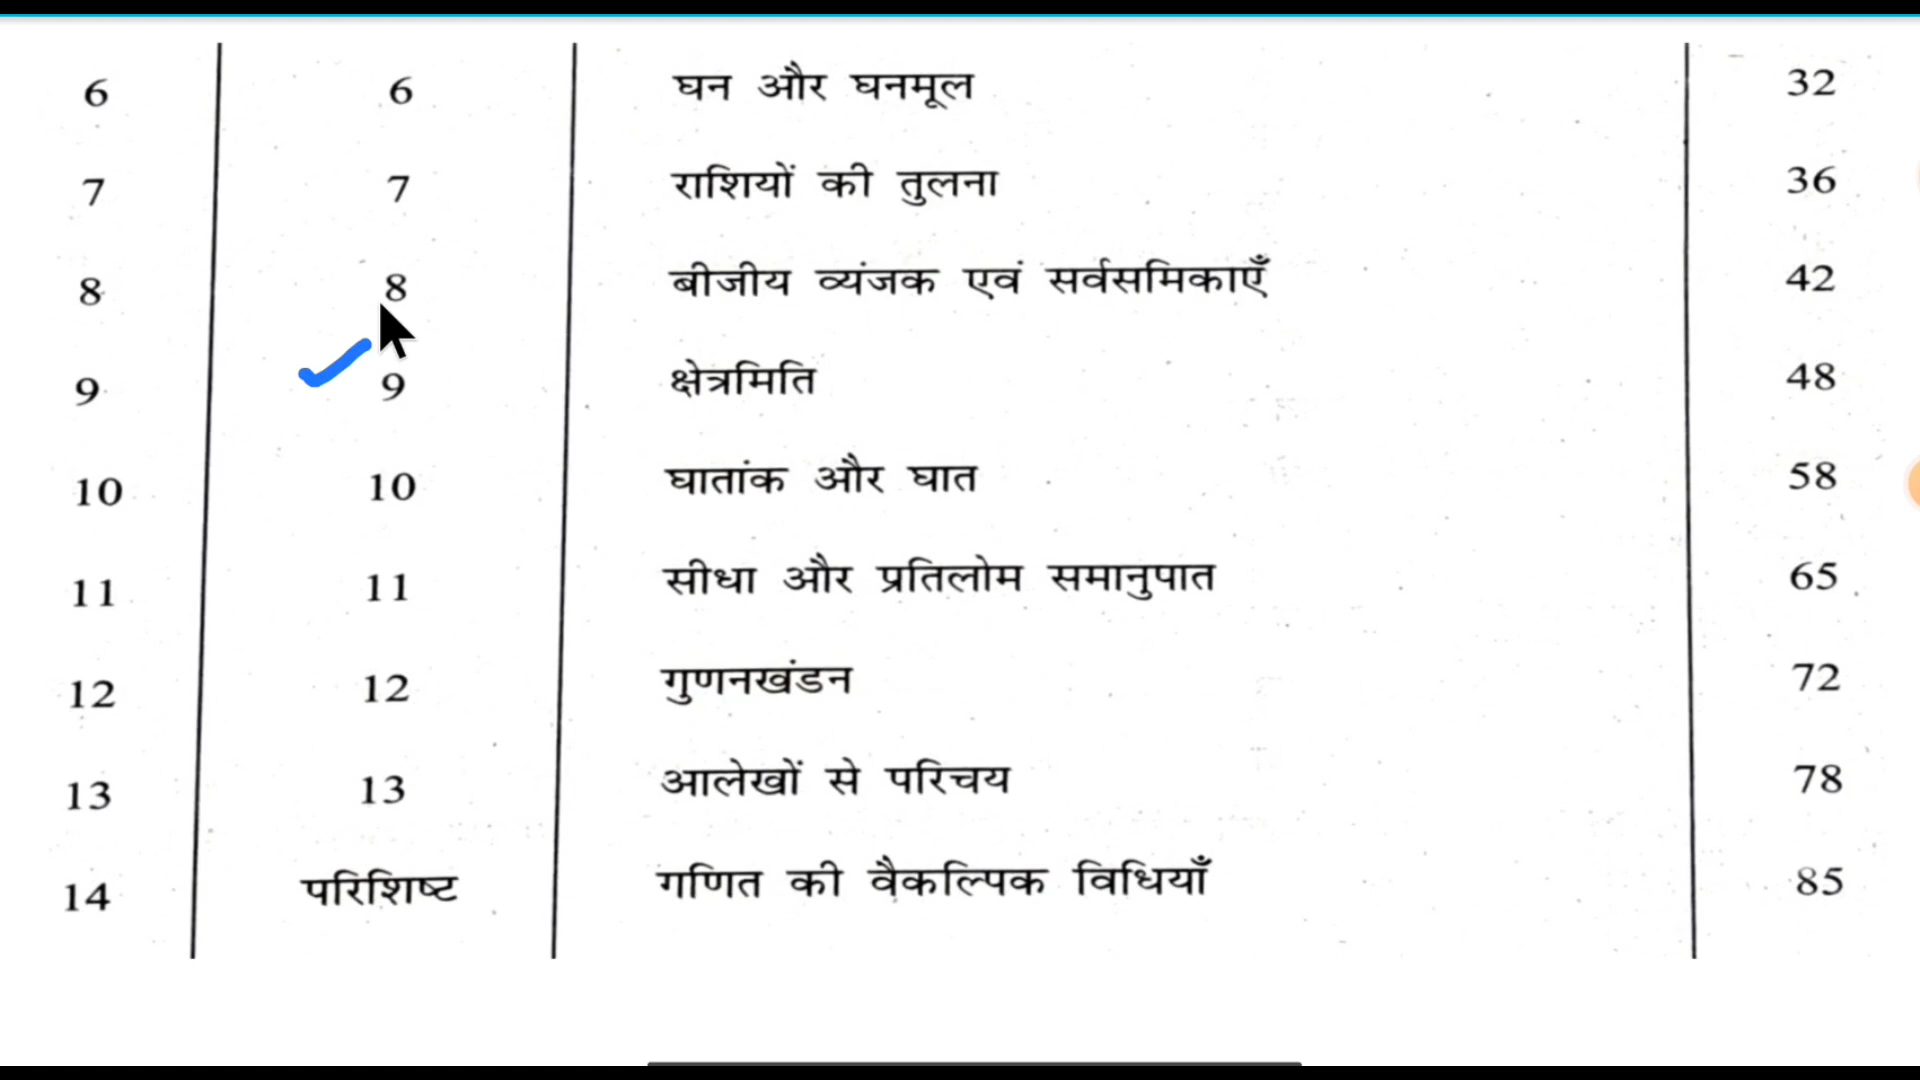 6 6 घन और घनमूल 32
7 7 राशियों की तुलना 36
8 8 बीजीय व्यंजक एवं सर्वसमिकाएँ 42
9 9 क्षेत्रमिति 48
10 10 घातांक और घात 58
11 11 सीधा और प्रतिलोम समानुपात 65
12 12 गुणनखंडन 72
13 13 आलेखों से परिचय 78
14 परिशिष्ट गणित की वैकल्पिक विधियाँ 85